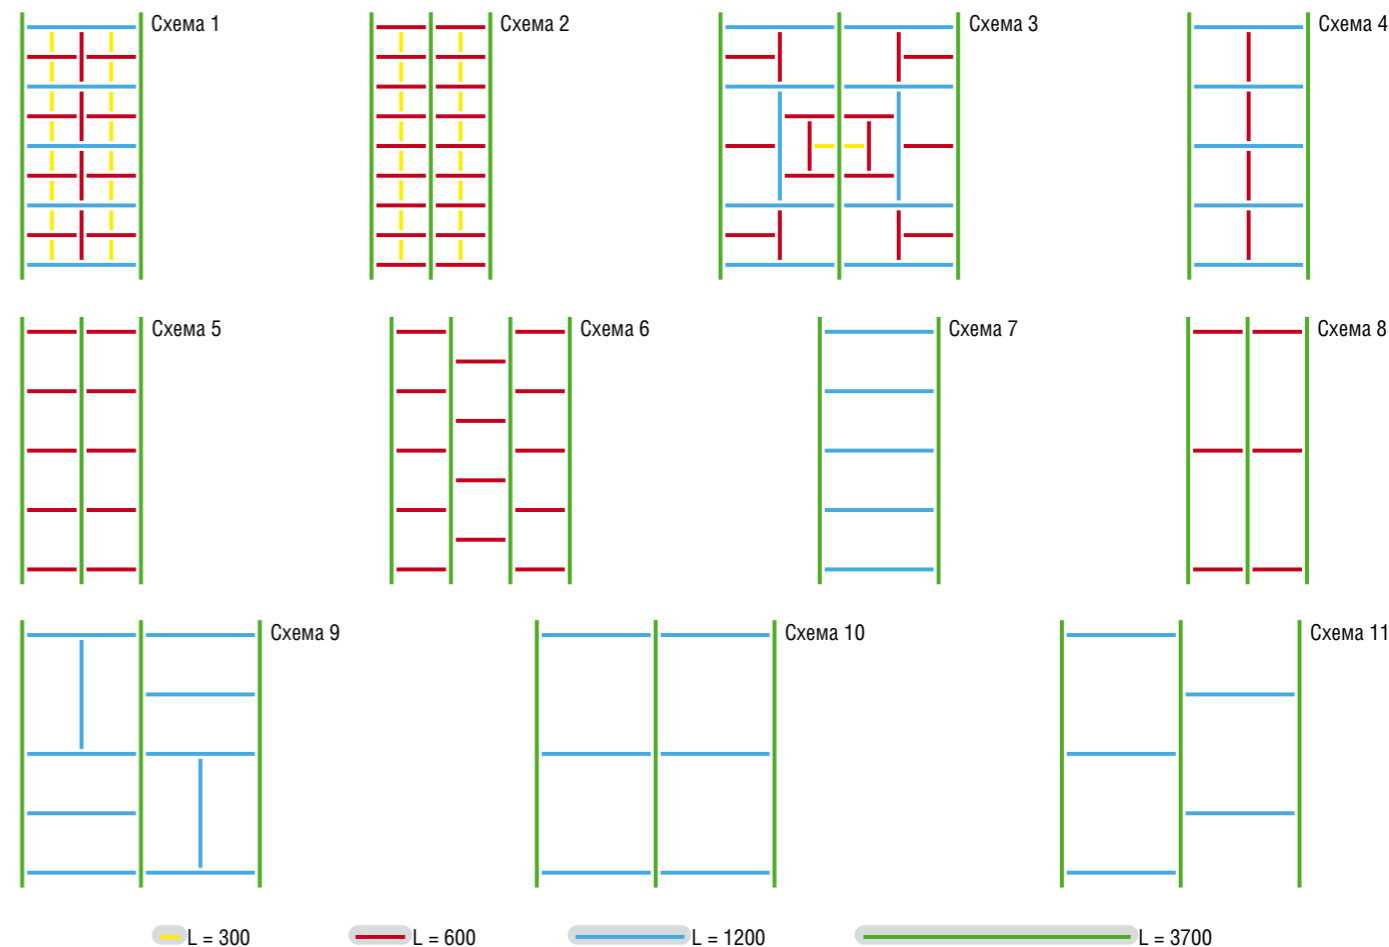 Схема 1
Схема 2
Схема 3
Схема 4
Схема 5
Схема 6
Схема 7
Схема 8
Схема 9
Схема 10
Схема 11
L = 300
L = 600
L = 1200
L = 3700